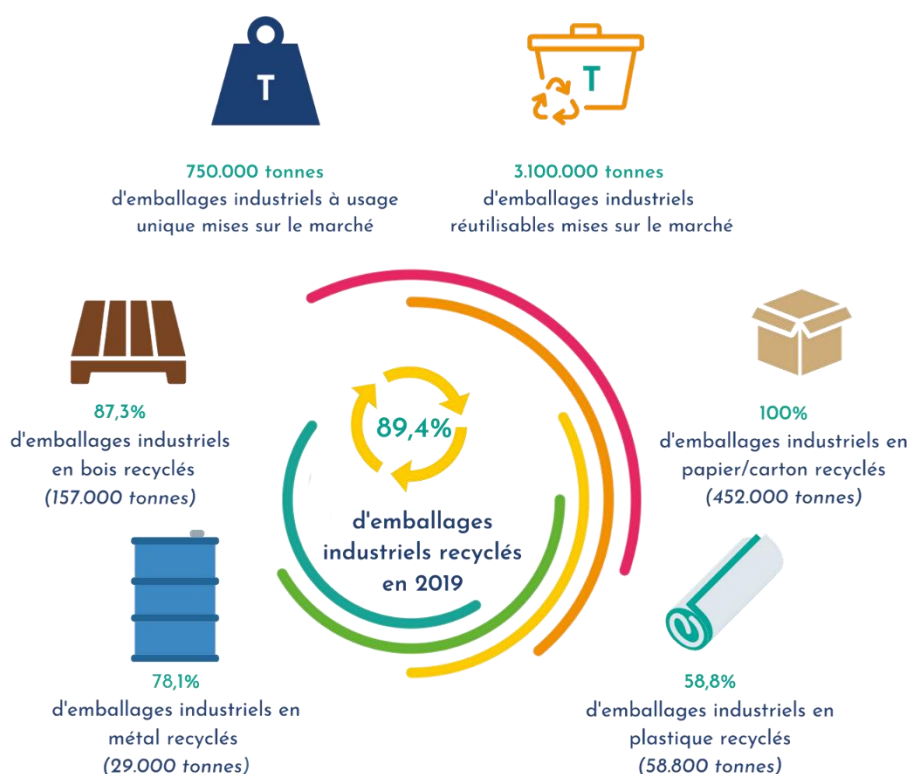 T
T
750.000 tonnes
d'emballages industriels à usage
unique mises sur le marché
3.100.000 tonnes
d'emballages industriels
réutilisables mises sur le marché
87,3%
d'emballages industriels
en bois recyclés
(157.000 tonnes)
89,4%
d'emballages
industriels recyclés
en 2019
100%
d'emballages industriels en
papier/carton recyclés
(452.000 tonnes)
78,1%
d'emballages industriels en
métal recyclés
(29.000 tonnes)
58,8%
d'emballages industriels en
plastique recyclés
(58.800 tonnes)